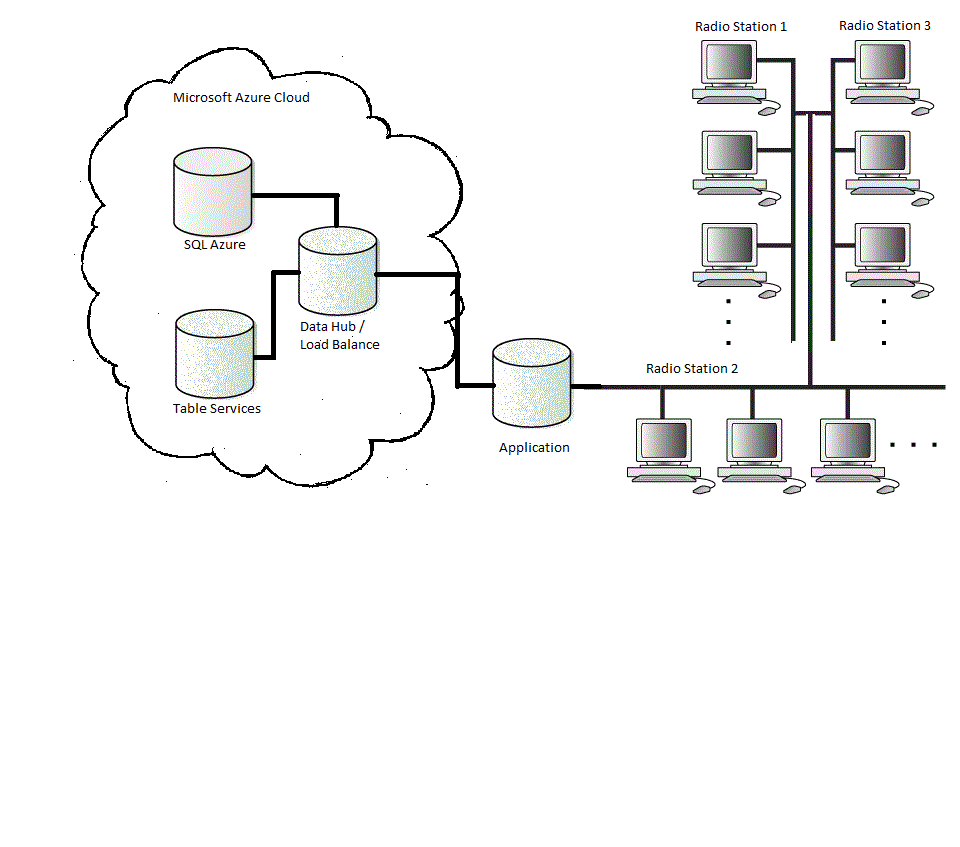 Radio Station 1
Radio Station 3
Microsoft Azure Cloud
SQL Azure
Data Hub /
Load Balance
Radio Station 2
Table Services
Application